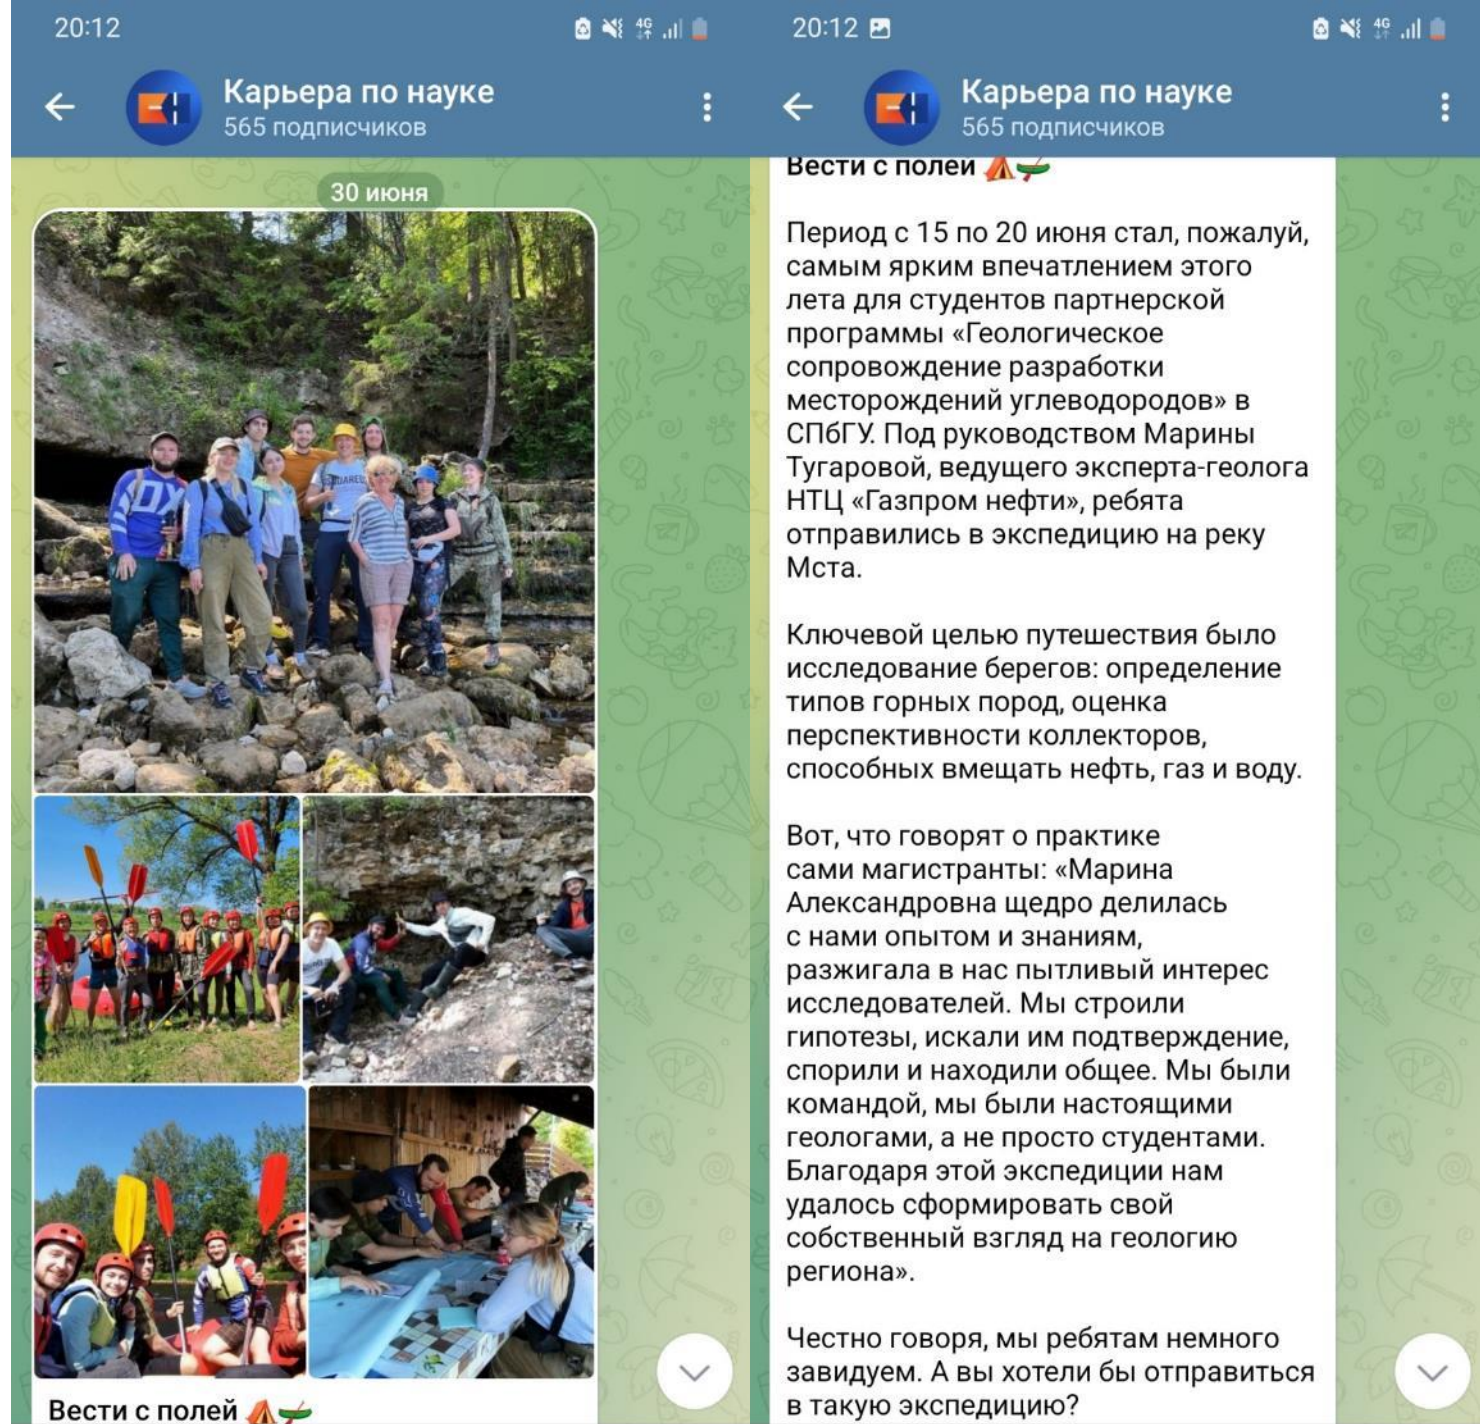 20:12
4G
Карьера по науке
565 подписчиков
30 июня
Вести с полей
20:12
4G
Карьера по науке
565 подписчиков
Вести с полей
Период с 15 по 20 июня стал, пожалуй,
самым ярким впечатлением этого
лета для студентов партнерской
программы «Геологическое
сопровождение разработки
месторождений углеводородов» в
СПбГУ. Под руководством Марины
Тугаровой, ведущего эксперта-геолога
НТЦ «Газпром нефти», ребята
отправились в экспедицию на реку
Мста.
Ключевой целью путешествия было
исследование берегов: определение
типов горных пород, оценка
перспективности коллекторов,
способных вмещать нефть, газ и воду.
Вот, что говорят о практике
сами магистранты: «Марина
Александровна щедро делилась
с нами опытом и знаниям,
разжигала в нас пытливый интерес
исследователей. Мы строили
гипотезы, искали им подтверждение,
спорили и находили общее. Мы были
командой, мы были настоящими
геологами, а не просто студентами.
Благодаря этой экспедиции нам
удалось сформировать свой
собственный взгляд на геологию
региона».
Честно говоря, мы ребятам немного
завидуем. А вы хотели бы отправиться
в такую экспедицию?